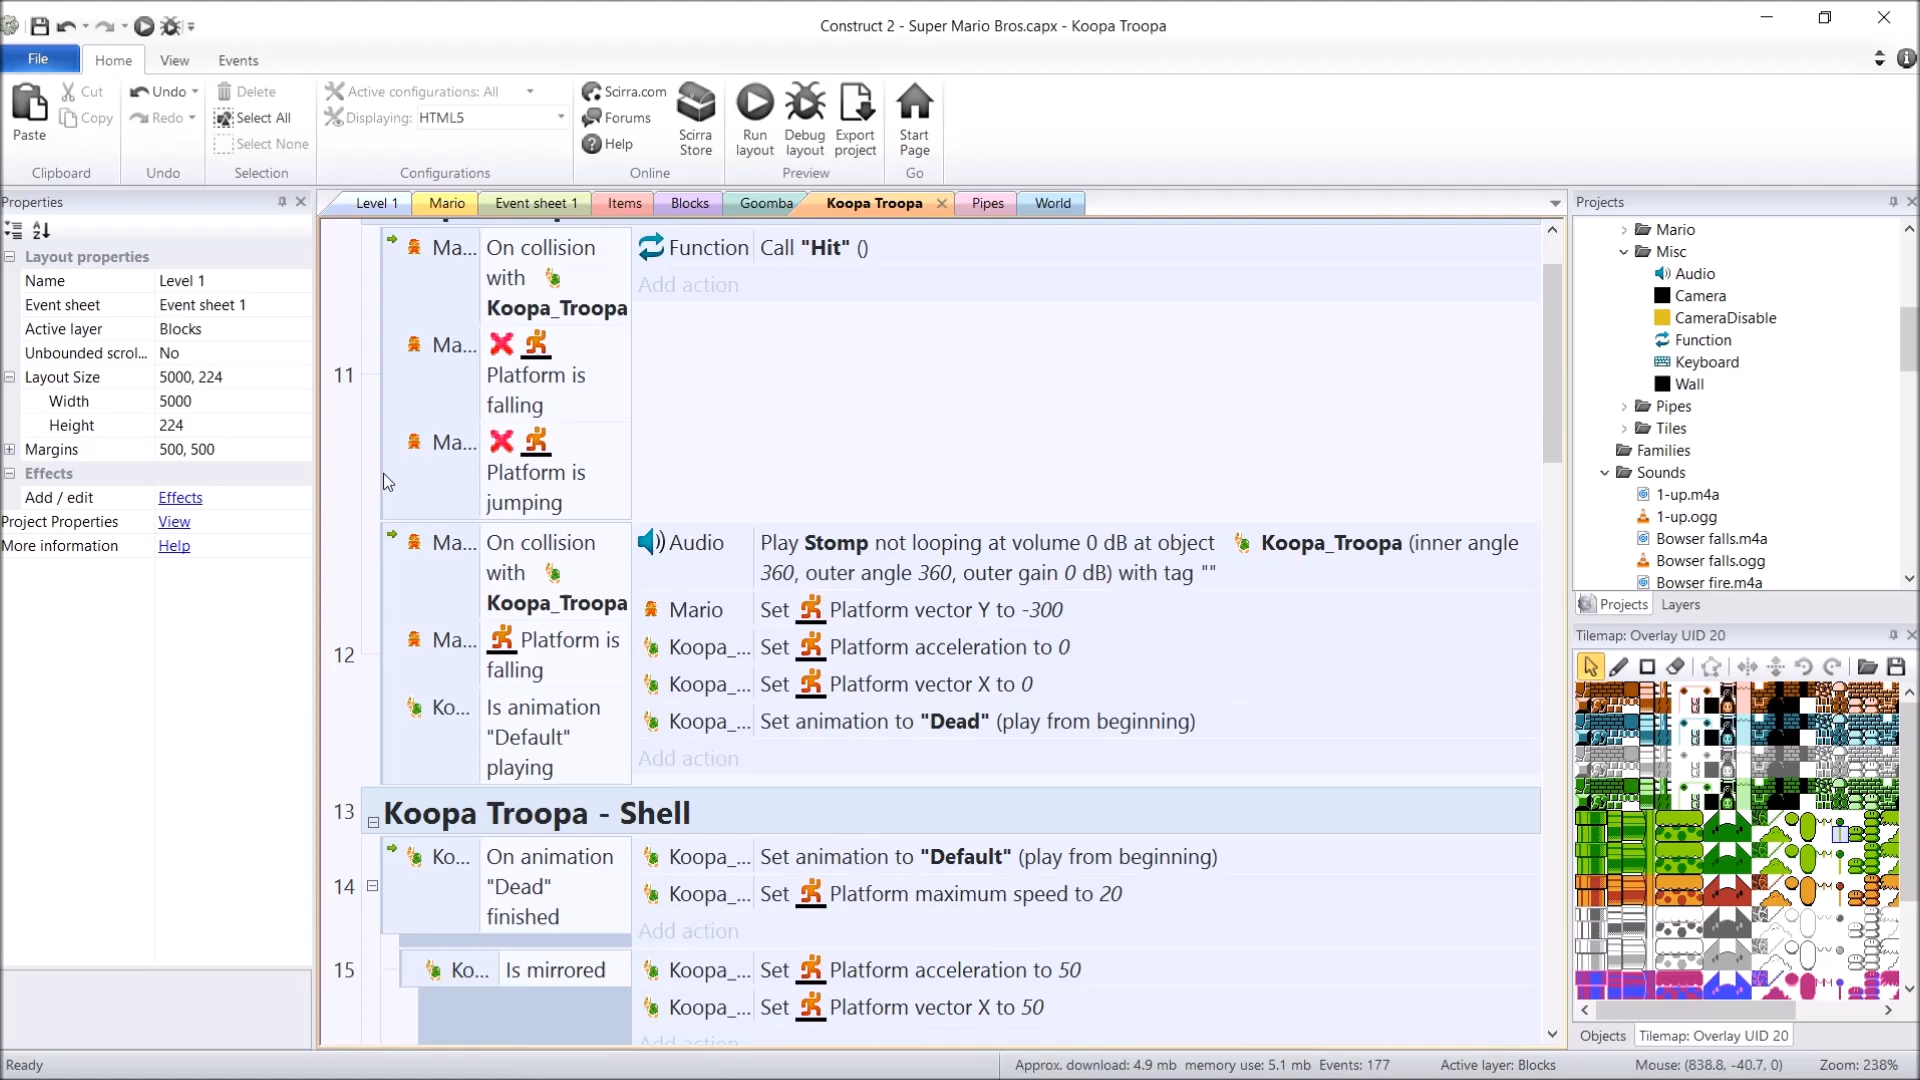 Construct 2 - Super Mario Bros.capx - Koopa Troopa
File
Home
View
Events
Paste
Cut
Copy
Clipboard
Undo
Redo
Undo
Delete
Select All
Select None
Selection
Active configurations: All
Displaying: HTML5
Configurations
Scirra.com
Forums
Help
Scirra
Store
Online
Run
layout
Debug
layout
Export
project
Preview
Start
Page
Go
Properties
Layout properties
Name Level 1
Event sheet Event sheet 1
Active layer Blocks
Unbounded scrol... No
Layout Size 5000, 224
Width 5000
Height 224
Margins 500, 500
Effects
Add / edit Effects
Project Properties View
More information Help
Level 1
Mario
Event sheet 1
Items
Blocks
Goomba
Koopa Troopa
Pipes
World
11
Ma... On collision
with
Koopa_Troopa
Ma...
Platform is
falling
Ma...
Platform is
jumping
Function Call "Hit" ()
Add action
12
Ma... On collision
with
Koopa_Troopa
Ma... Platform is
falling
Ko... Is animation
"Default"
playing
Audio Play Stomp not looping at volume 0 dB at object Koopa_Troopa (inner angle
360, outer angle 360, outer gain 0 dB) with tag ""
Mario Set Platform vector Y to -300
Koopa_... Set Platform acceleration to 0
Koopa_... Set Platform vector X to 0
Koopa_... Set animation to "Dead" (play from beginning)
Add action
13 Koopa Troopa - Shell
14
Ko... On animation
"Dead"
finished
Koopa_... Set animation to "Default" (play from beginning)
Koopa_... Set Platform maximum speed to 20
Add action
15
Ko... Is mirrored
Koopa_... Set Platform acceleration to 50
Koopa_... Set Platform vector X to 50
Add action
Projects
Mario
Misc
Audio
Camera
CameraDisable
Function
Keyboard
Wall
Pipes
Tiles
Families
Sounds
1-up.m4a
1-up.ogg
Bowser falls.m4a
Bowser falls.ogg
Bowser fire.m4a
Projects
Layers
Tilemap: Overlay UID 20
Objects
Tilemap: Overlay UID 20
Ready
Approx. download: 4.9 mb memory use: 5.1 mb Events: 177
Active layer: Blocks
Mouse: (838.8, -40.7, 0)
Zoom: 238%